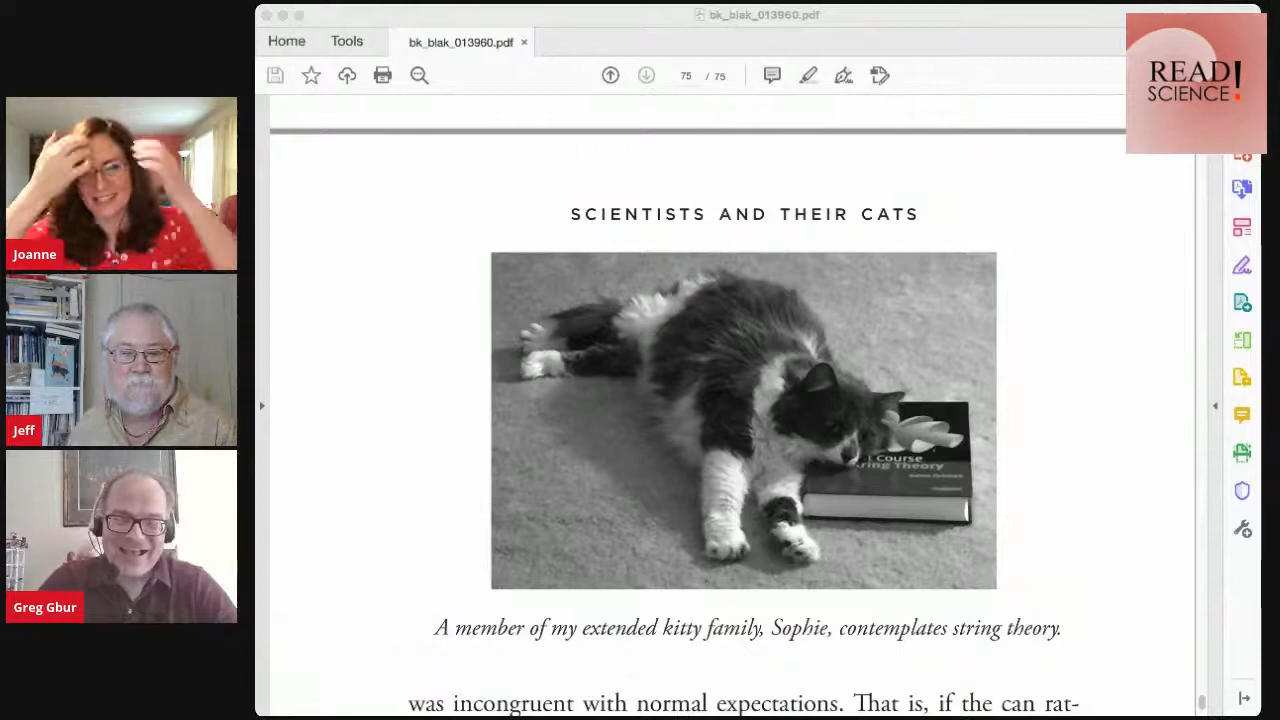 bk_blak_013960.pdf
Home
Tools
bk_blak_013960.pdf
75 / 75
READ
SCIENCE!
SCIENTISTS AND THEIR CATS
Course
String Theory
A member of my extended kitty family, Sophie, contemplates string theory.
was incongruent with normal expectations. That is, if the can rat-
Joanne
Jeff
Greg Gbur